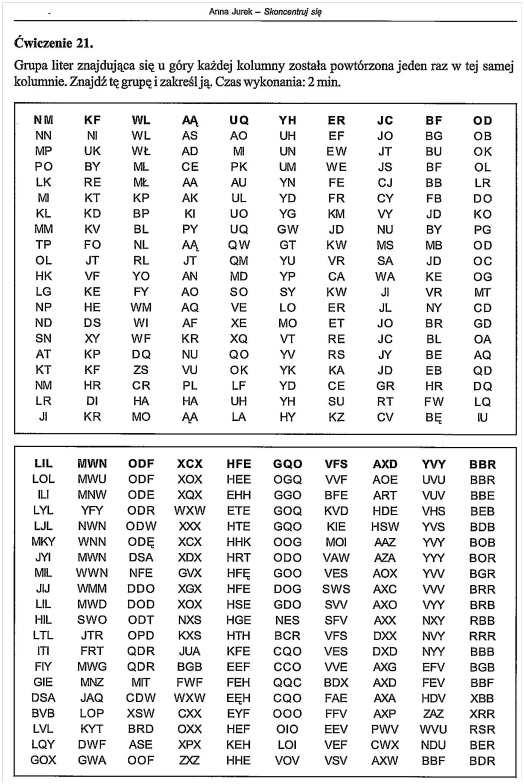 Anna Jurek – Skoncentruj się
Ćwiczenie 21.
Grupa liter znajdująca się u góry każdej kolumny została powtórzona jeden raz w tej samej
kolumnie. Znajdź tę grupę i zakreśl ją. Czas wykonania: 2 min.
NM KF WL AĄ UQ YH ER JC BF OD
NN NI WL AS AO UH EF JO BG OB
MP UK WŁ AD MI UN EW JT BU OK
PO BY ML CE PK UM WE JS BF OL
LK RE MŁ AA AU YN FE CJ BB LR
MI KT KP AK UL YD FR CY FB DO
KL KD BP KI UO YG KM VY JD KO
MM KV BL PY UQ GW JD NU BY PG
TP FO NL AĄ QW GT KW MS MB OD
OL JT RL JT QM YU VR SA JD OC
HK VF YO AN MD YP CA WA KE OG
LG KE FY AO SO SY KW JI VR MT
NP HE WM AQ VE LO ER JL NY CD
ND DS WI AF XE MO ET JO BR GD
SN XY WF KR XQ VT RE JC BL OA
AT KP DQ NU QO YV RS JY BE AQ
KT KF ZS VU OK YK KA JD EB QD
NM HR CR PL LF YD CE GR HR DQ
LR DI HA HA UH YH SU RT FW LQ
JI KR MO AĄ LA HY KZ CV BĘ IU
LIL MWN ODF XCX HFE GQO VFS AXD YVY BBR
LOL MWU ODF XOX HEE OGQ VVF AOE UVU BBR
ILI MNW ODE XQX EHH GGO BFE ART VUV BBE
LYL YFY ODR WXW ETE GOQ KVD HDE VHS BEB
LJL NWN ODW XXX HTE GQO KIE HSW YVS BDB
MKY WNN ODĘ XCX HHK OOG MOI AAZ YVY BOB
JYI MWN DSA XDX HRT ODO VAW AZA YYY BOR
MIL WWN NFE GVX HFĘ GOO VES AOX YVV BGR
JIJ WMM DDO XGX HFE DOG SWS AXC VVV BRR
LIL MWD DOD XOX HSE GDO SVV AXO VYY BRB
HIL SWO ODT NXS HGE NES SFV AXX NXY RBB
LTL JTR OPD KXS HTH BCR VFS DXX NVY RRR
ITI FRT QDR JUA KFE CQO VES DXD NYY BBB
FIY MWG QDR BGB EEF CCO VVE AXG EFV BGB
GIE MNZ MIT FWF FEH QQC BDX AXD FEV BBF
DSA JAQ CDW WXW EĘH CQO FAE AXA HDV XBB
BVB LOP XSW CXX EYF OOO FFV AXP ZAZ XRR
LVL KYT BRD OXX HEF OIO EEV PWV WVU RSR
LQY DWF ASE XPX KEH LOI VEF CWX NDU BER
GOX GWA OOF ZXZ HHE VOV VSV AXW BBF BDR